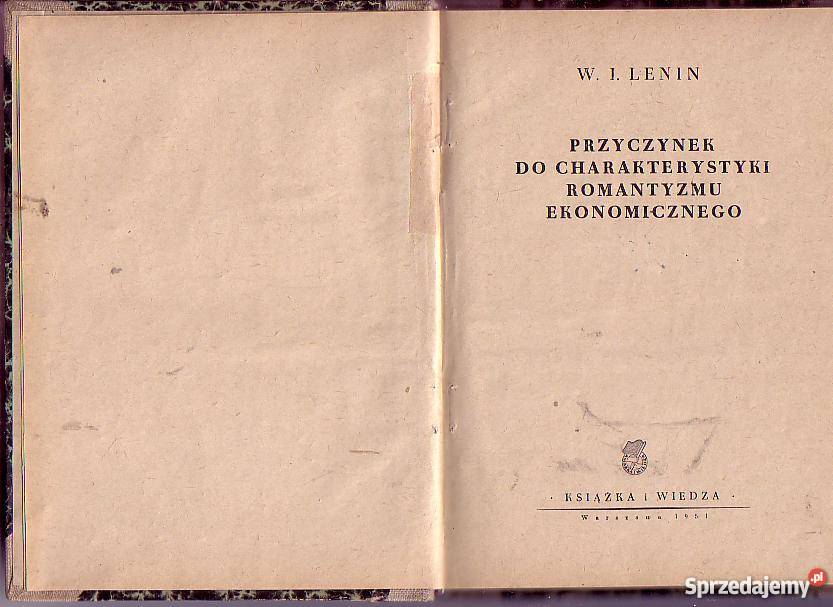 W. I. LENIN
PRZYCZYNEK
DO CHARAKTERYSTYKI
ROMANTYZMU
EKONOMICZNEGO
· KSIĄŻKA i WIEDZA ·
Warszawa 1951
Sprzedajemy.pl